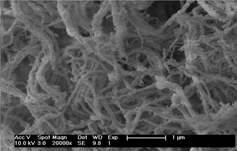 Acc.V Spot Magn Det WD Exp 1 µm
10.0 kV 3.0 20000x SE 9.8 1